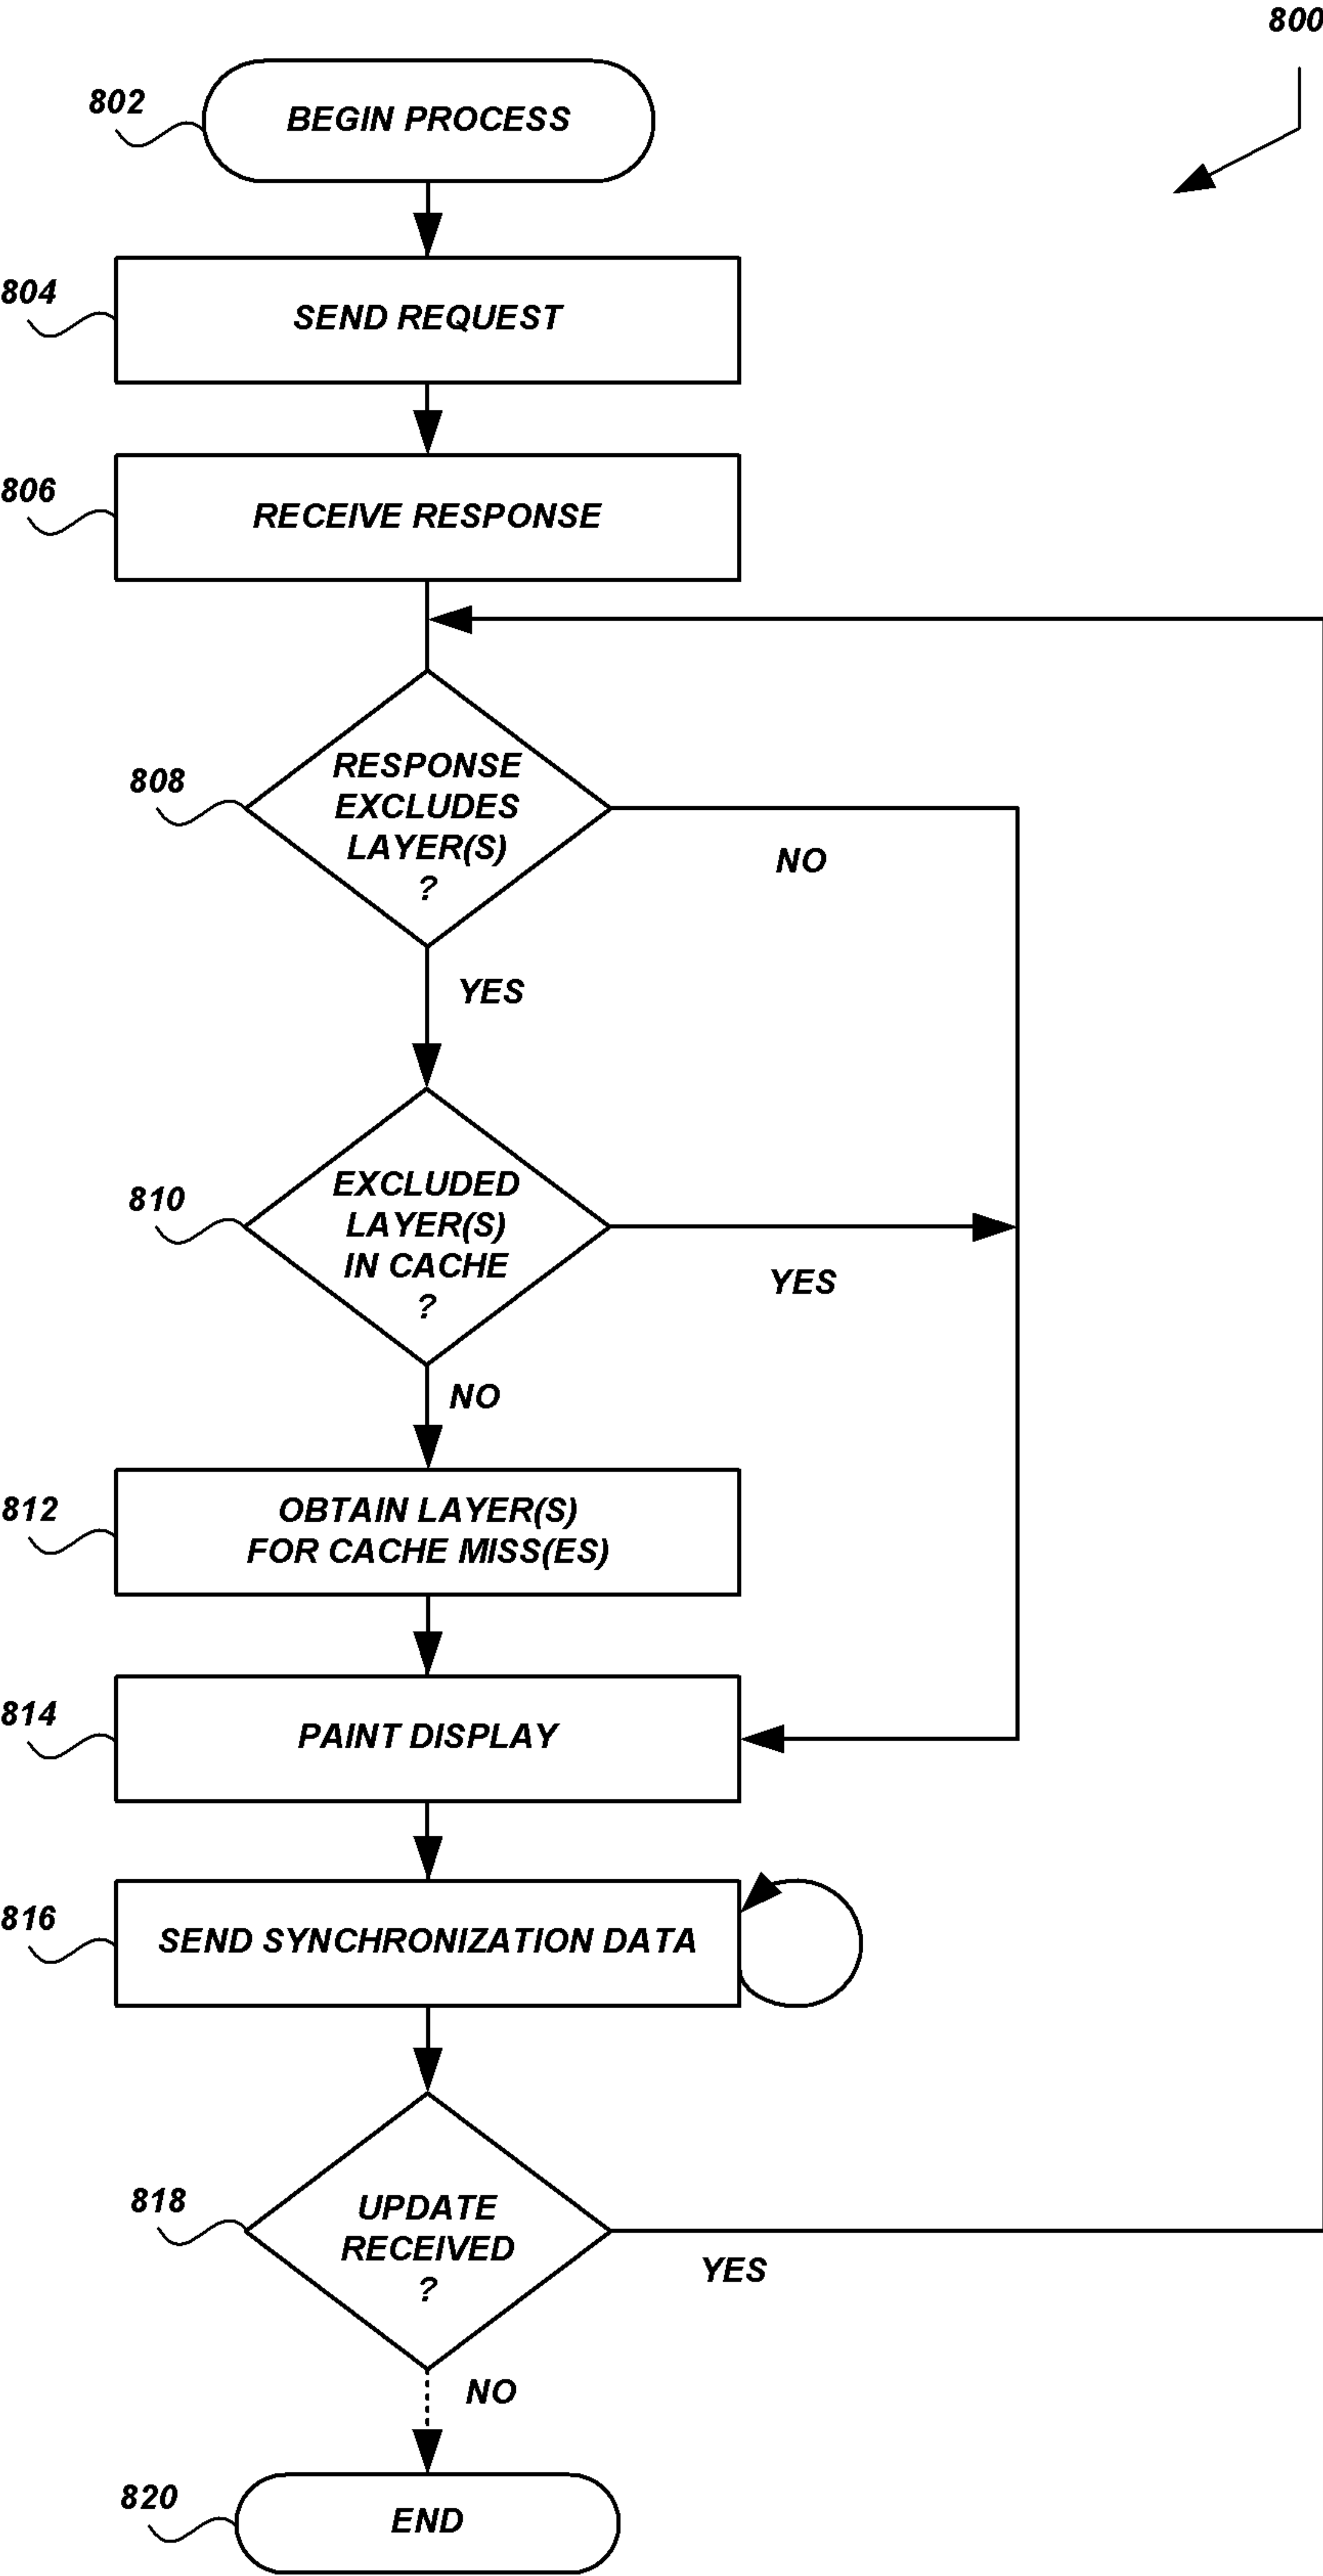 800
802
BEGIN PROCESS
804
SEND REQUEST
806
RECEIVE RESPONSE
808
RESPONSE
EXCLUDES
LAYER(S)
?
NO
YES
810
EXCLUDED
LAYER(S)
IN CACHE
?
YES
NO
812
OBTAIN LAYER(S)
FOR CACHE MISS(ES)
814
PAINT DISPLAY
816
SEND SYNCHRONIZATION DATA
818
UPDATE
RECEIVED
?
YES
NO
820
END